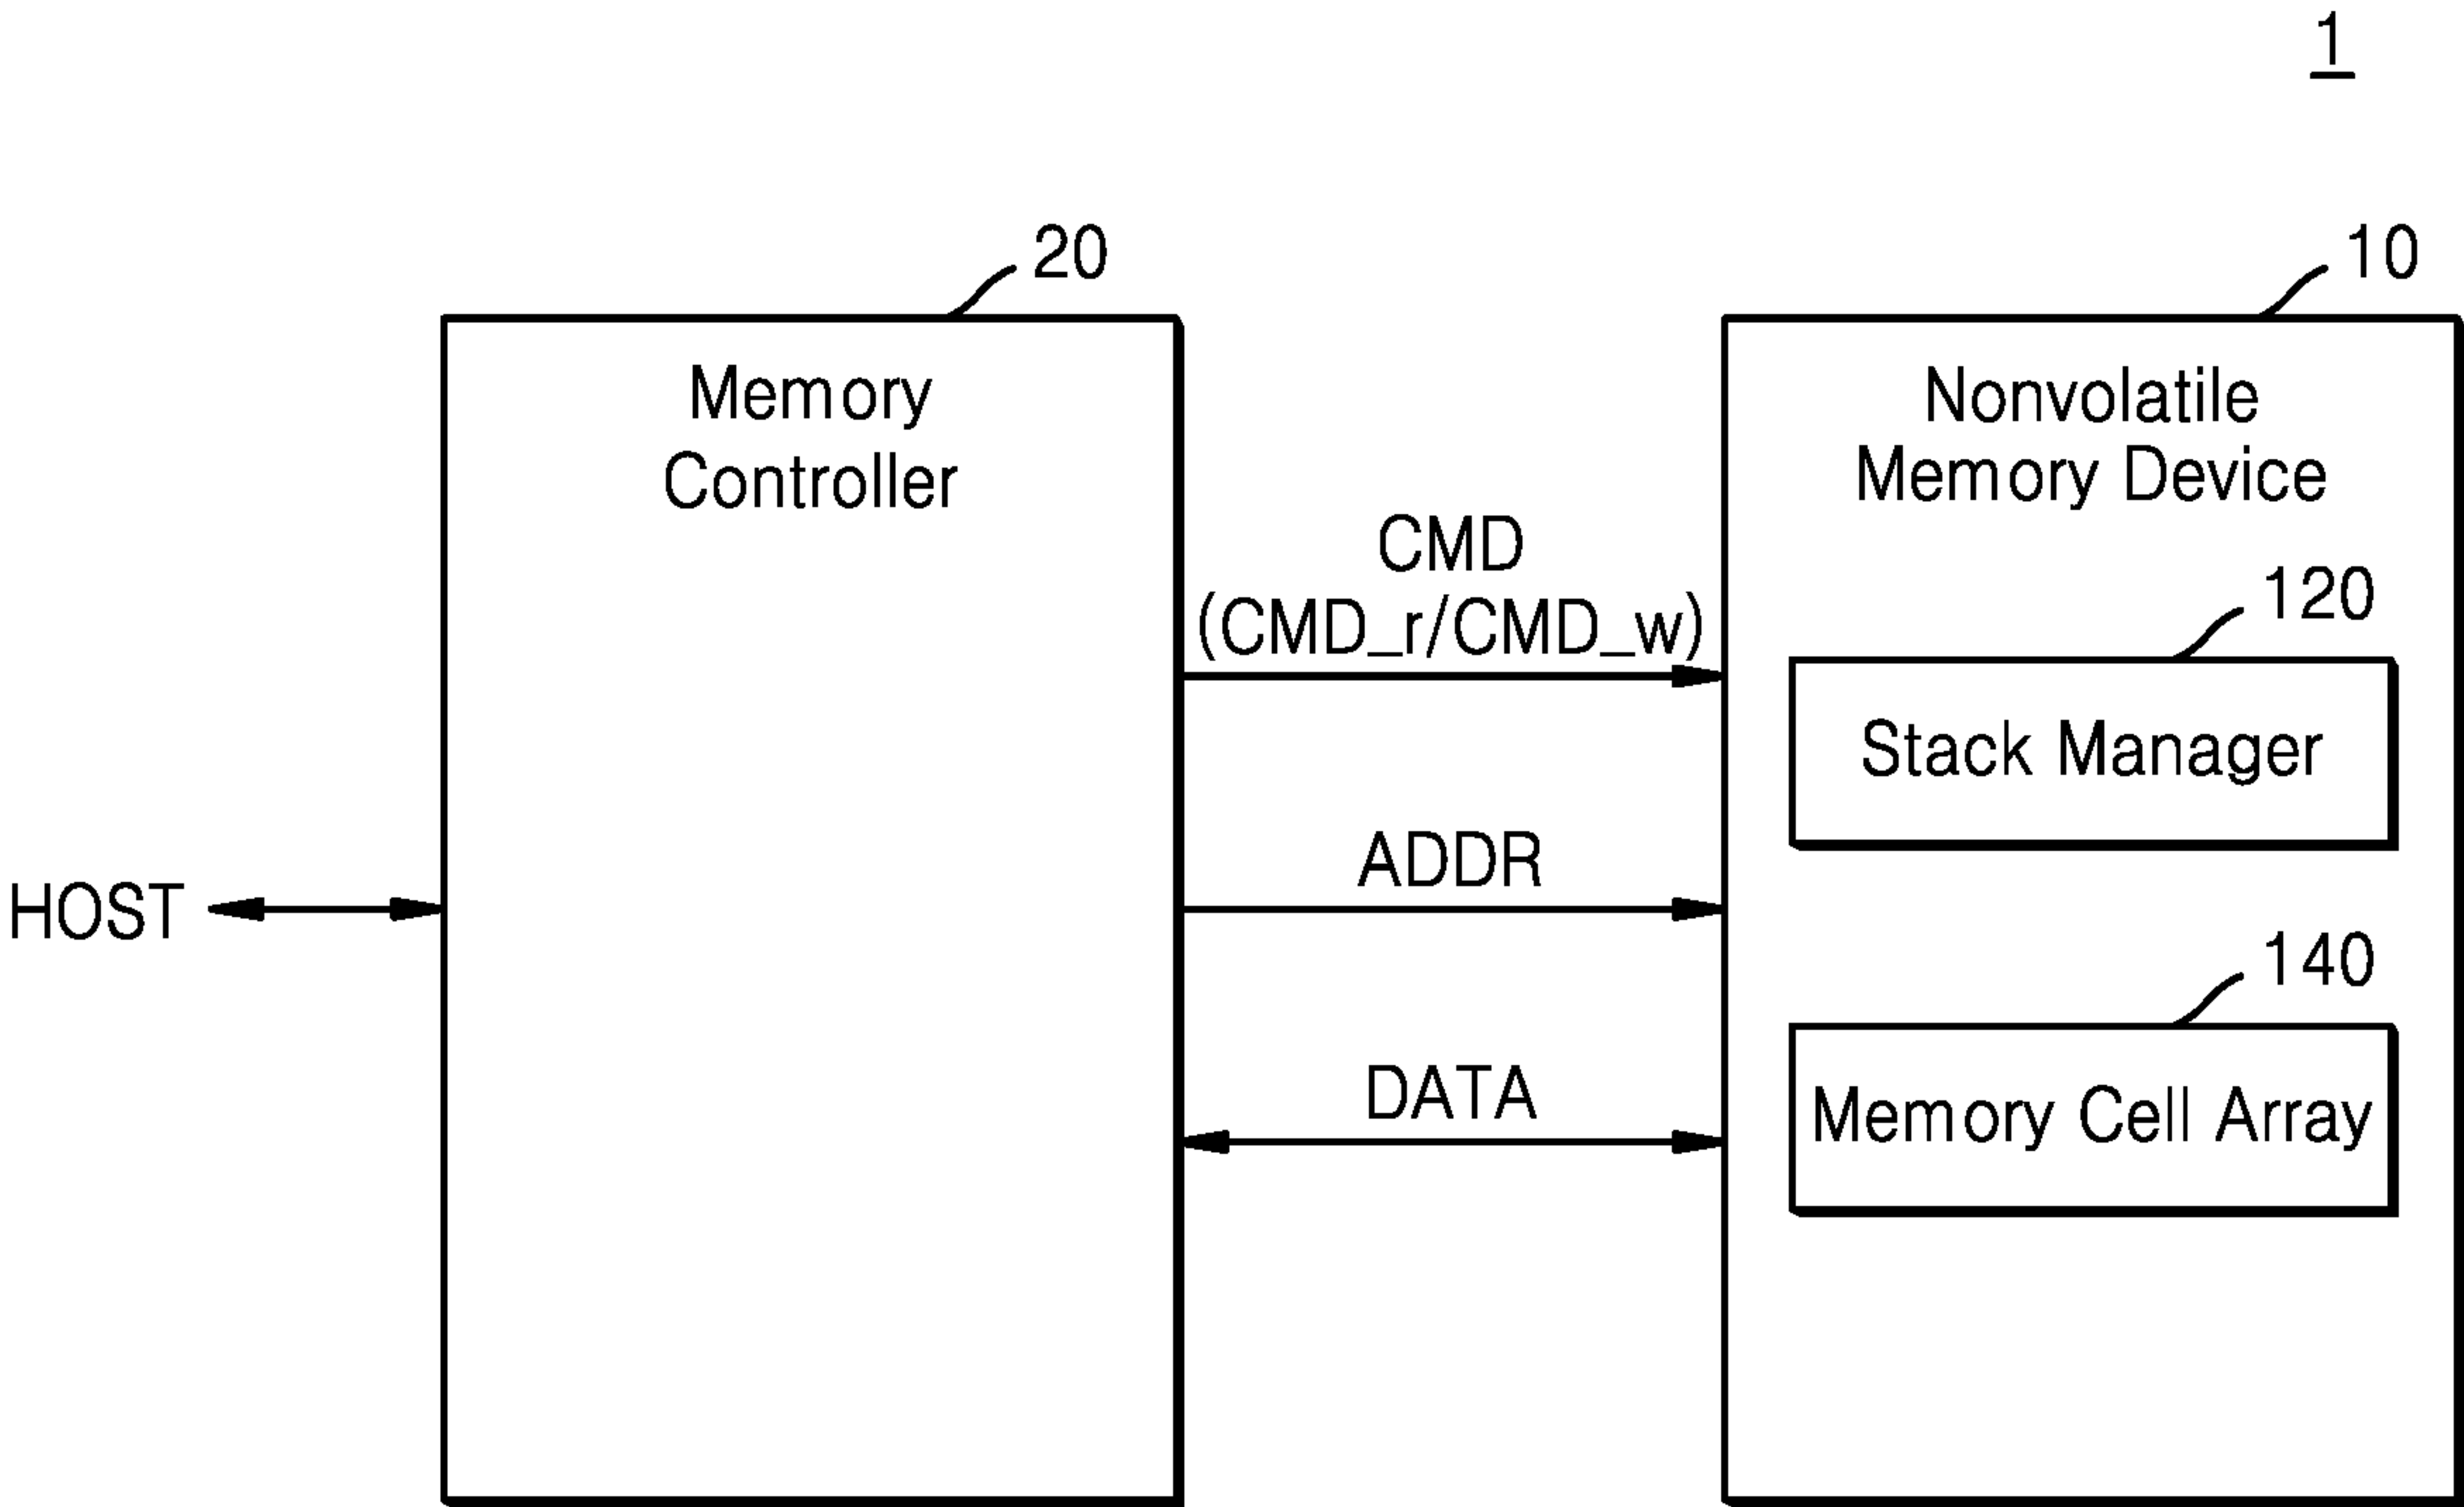 1
20
10
Memory
Controller
Nonvolatile
Memory Device
CMD
(CMD_r/CMD_w)
120
Stack Manager
ADDR
HOST
140
DATA
Memory Cell Array